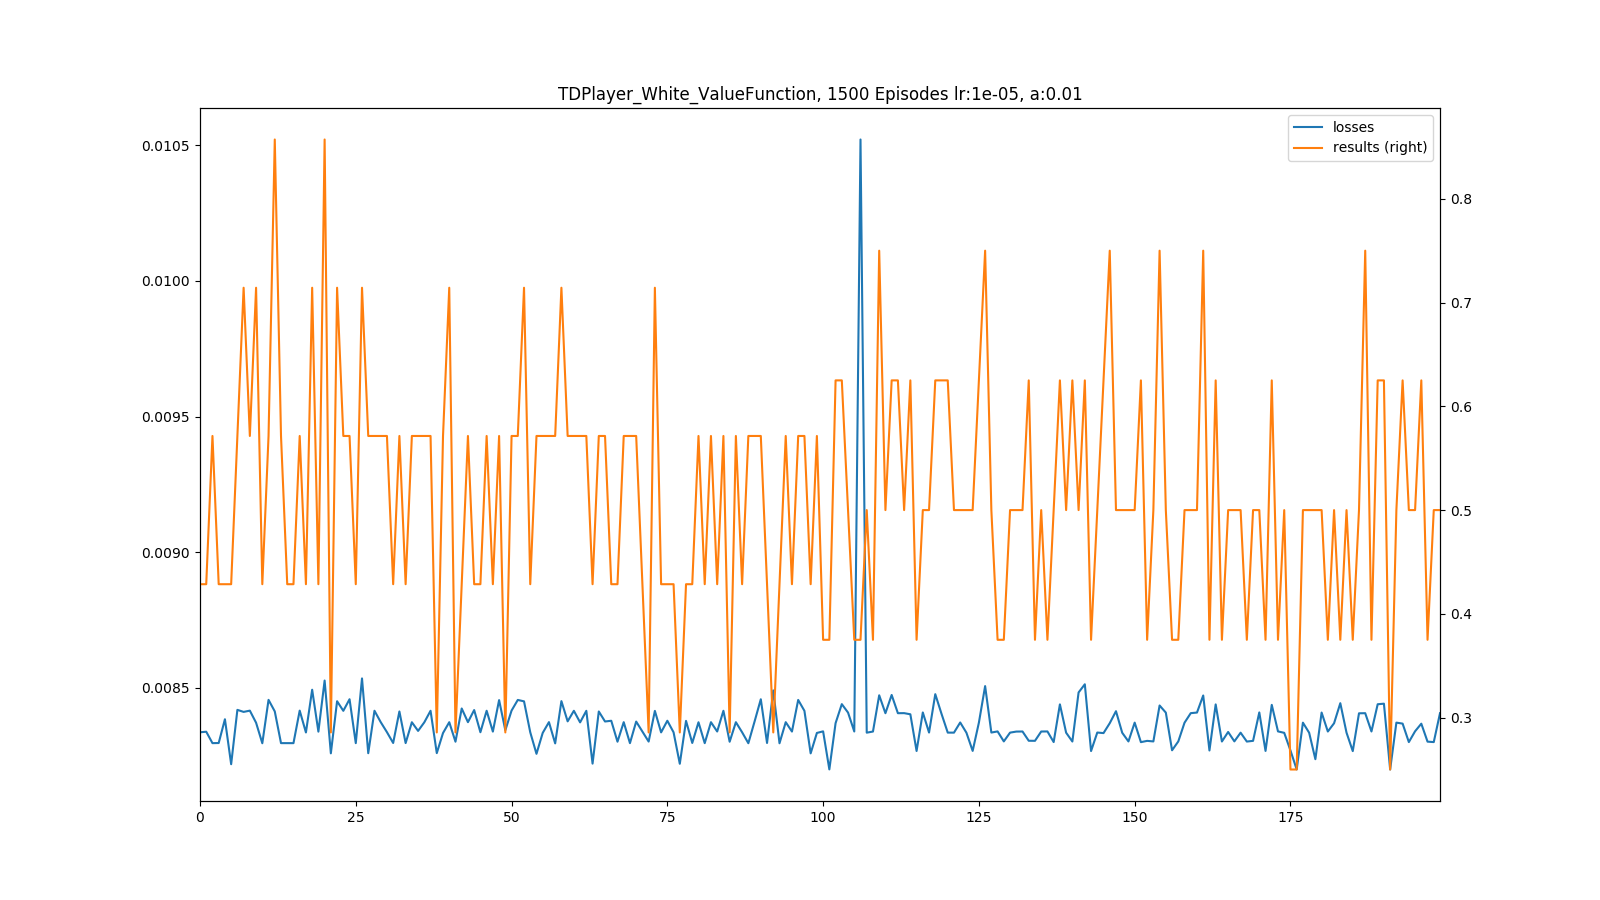 TDPlayer_White_ValueFunction, 1500 Episodes lr:1e-05, a:0.01
losses
results (right)
0.0105
0.0100
0.0095
0.0090
0.0085
0.8
0.7
0.6
0.5
0.4
0.3
0 25 50 75 100 125 150 175